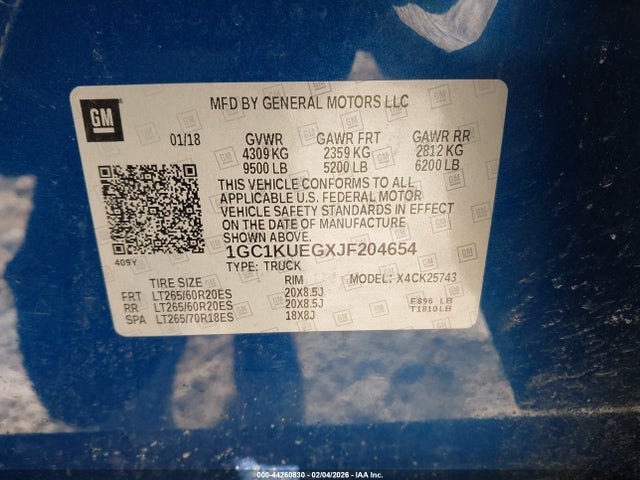 GM
MFD BY GENERAL MOTORS LLC
01/18 GVWR GAWR FRT GAWR RR
4309 KG 2359 KG 2812 KG
9500 LB 5200 LB 6200 LB
THIS VEHICLE CONFORMS TO ALL
APPLICABLE U.S. FEDERAL MOTOR
VEHICLE SAFETY STANDARDS IN EFFECT
ON THE DATE OF MANUFACTURE
SHOWN ABOVE.
409Y
1GC1KUEGXJF204654
TYPE: TRUCK
MODEL: X4CK25743
TIRE SIZE RIM
FRT LT265/60R20ES 20X8.5J
RR LT265/60R20ES 20X8.5J
SPA LT265/70R18ES 18X8J
F896 LB
T1810LB
000-44260830 - 02/04/2026 - IAA Inc.